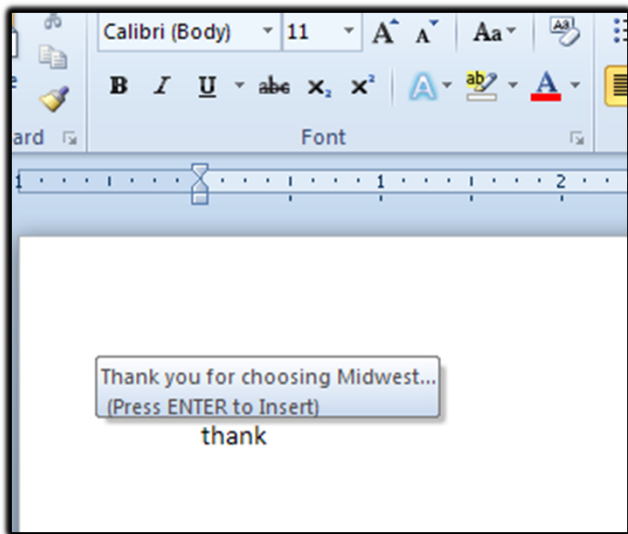 Calibri (Body) 11 A A Aa
B I U abc x₂ x² A ab A
ard Font
1 1 2
Thank you for choosing Midwest...
(Press ENTER to Insert)
thank